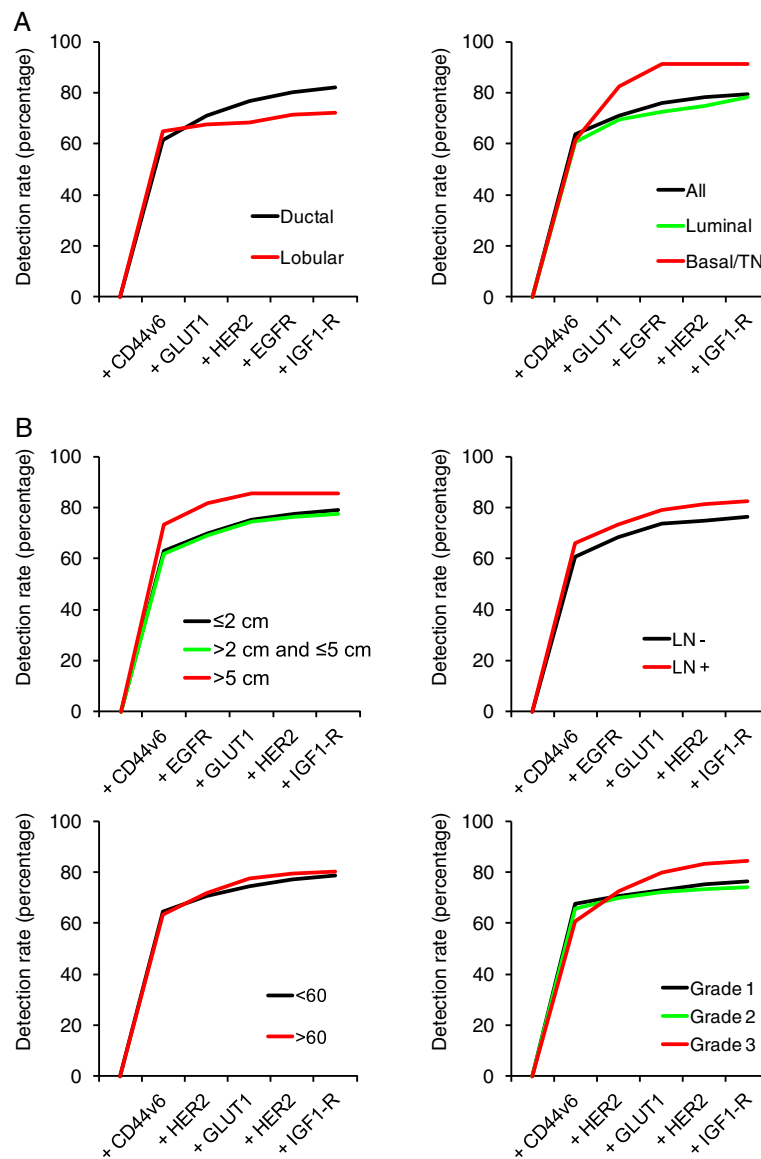 A
Detection rate (percentage)
100
80
60
40
20
0
Ductal
Lobular
+ CD44v6
+ GLUT1
+ HER2
+ EGFR
+ IGF1-R
Detection rate (percentage)
100
80
60
40
20
0
All
Luminal
Basal/TN
+ CD44v6
+ GLUT1
+ EGFR
+ HER2
+ IGF1-R
B
Detection rate (percentage)
100
80
60
40
20
0
≤2 cm
>2 cm and ≤5 cm
>5 cm
+ CD44v6
+ EGFR
+ GLUT1
+ HER2
+ IGF1-R
Detection rate (percentage)
100
80
60
40
20
0
LN -
LN +
+ CD44v6
+ EGFR
+ GLUT1
+ HER2
+ IGF1-R
Detection rate (percentage)
100
80
60
40
20
0
<60
>60
+ CD44v6
+ HER2
+ GLUT1
+ HER2
+ IGF1-R
Detection rate (percentage)
100
80
60
40
20
0
Grade 1
Grade 2
Grade 3
+ CD44v6
+ HER2
+ GLUT1
+ HER2
+ IGF1-R